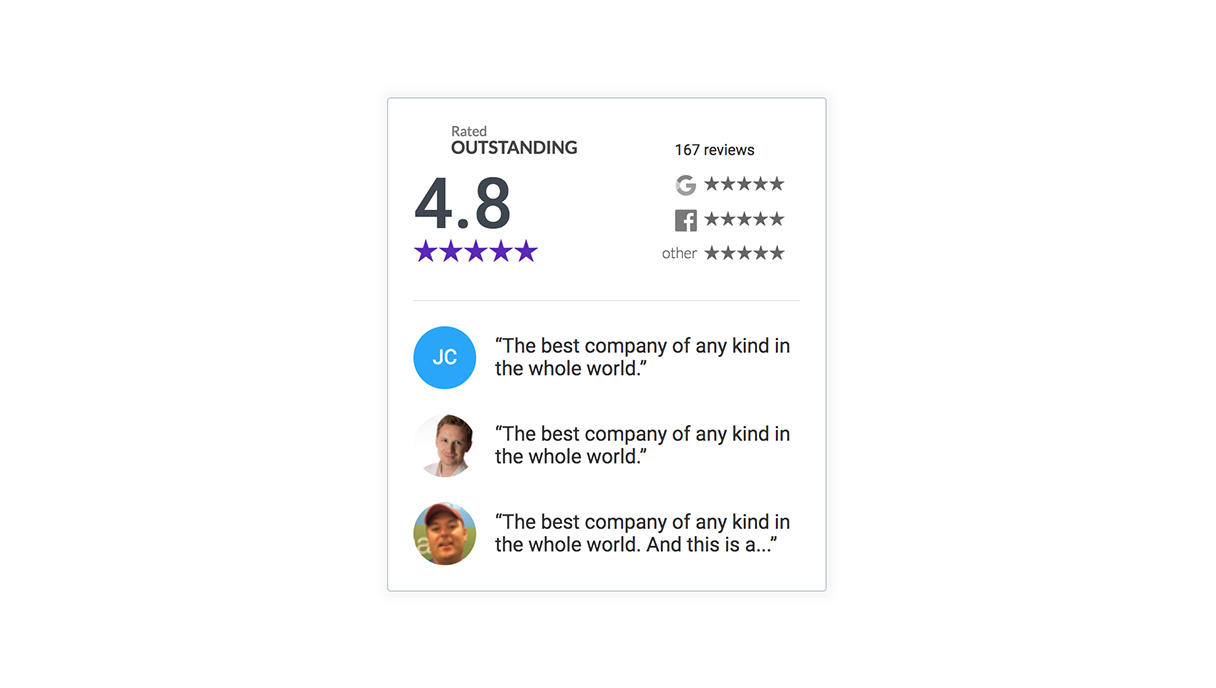 Rated
OUTSTANDING
4.8
167 reviews
G
f
other
JC
“The best company of any kind in
the whole world.”
“The best company of any kind in
the whole world.”
a
“The best company of any kind in
the whole world. And this is a...”